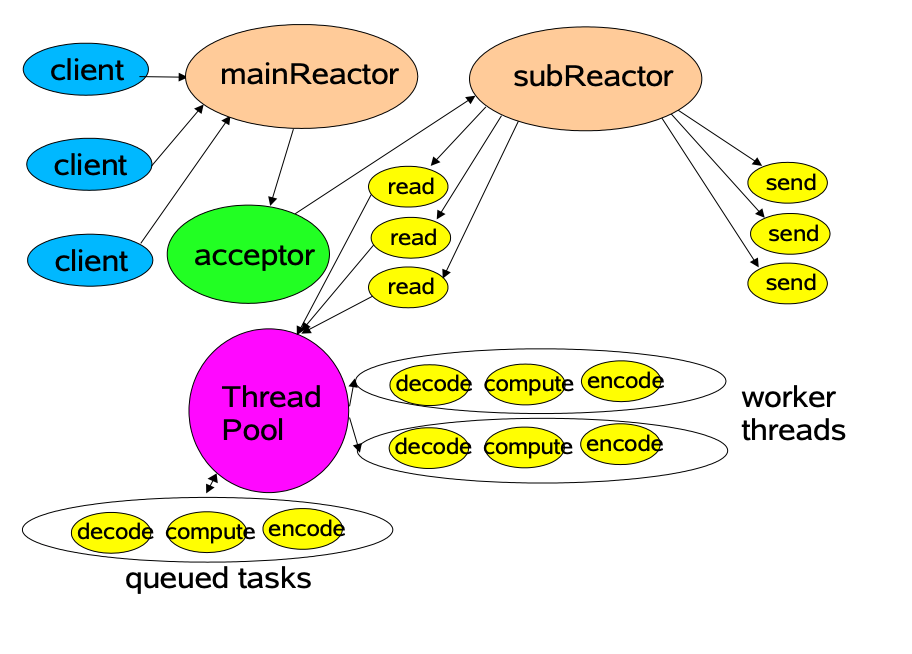 client
mainReactor
subReactor
client
read
send
client
acceptor
read
send
read
send
Thread
Pool
decode
compute
encode
worker
threads
decode
compute
encode
decode
compute
encode
queued tasks